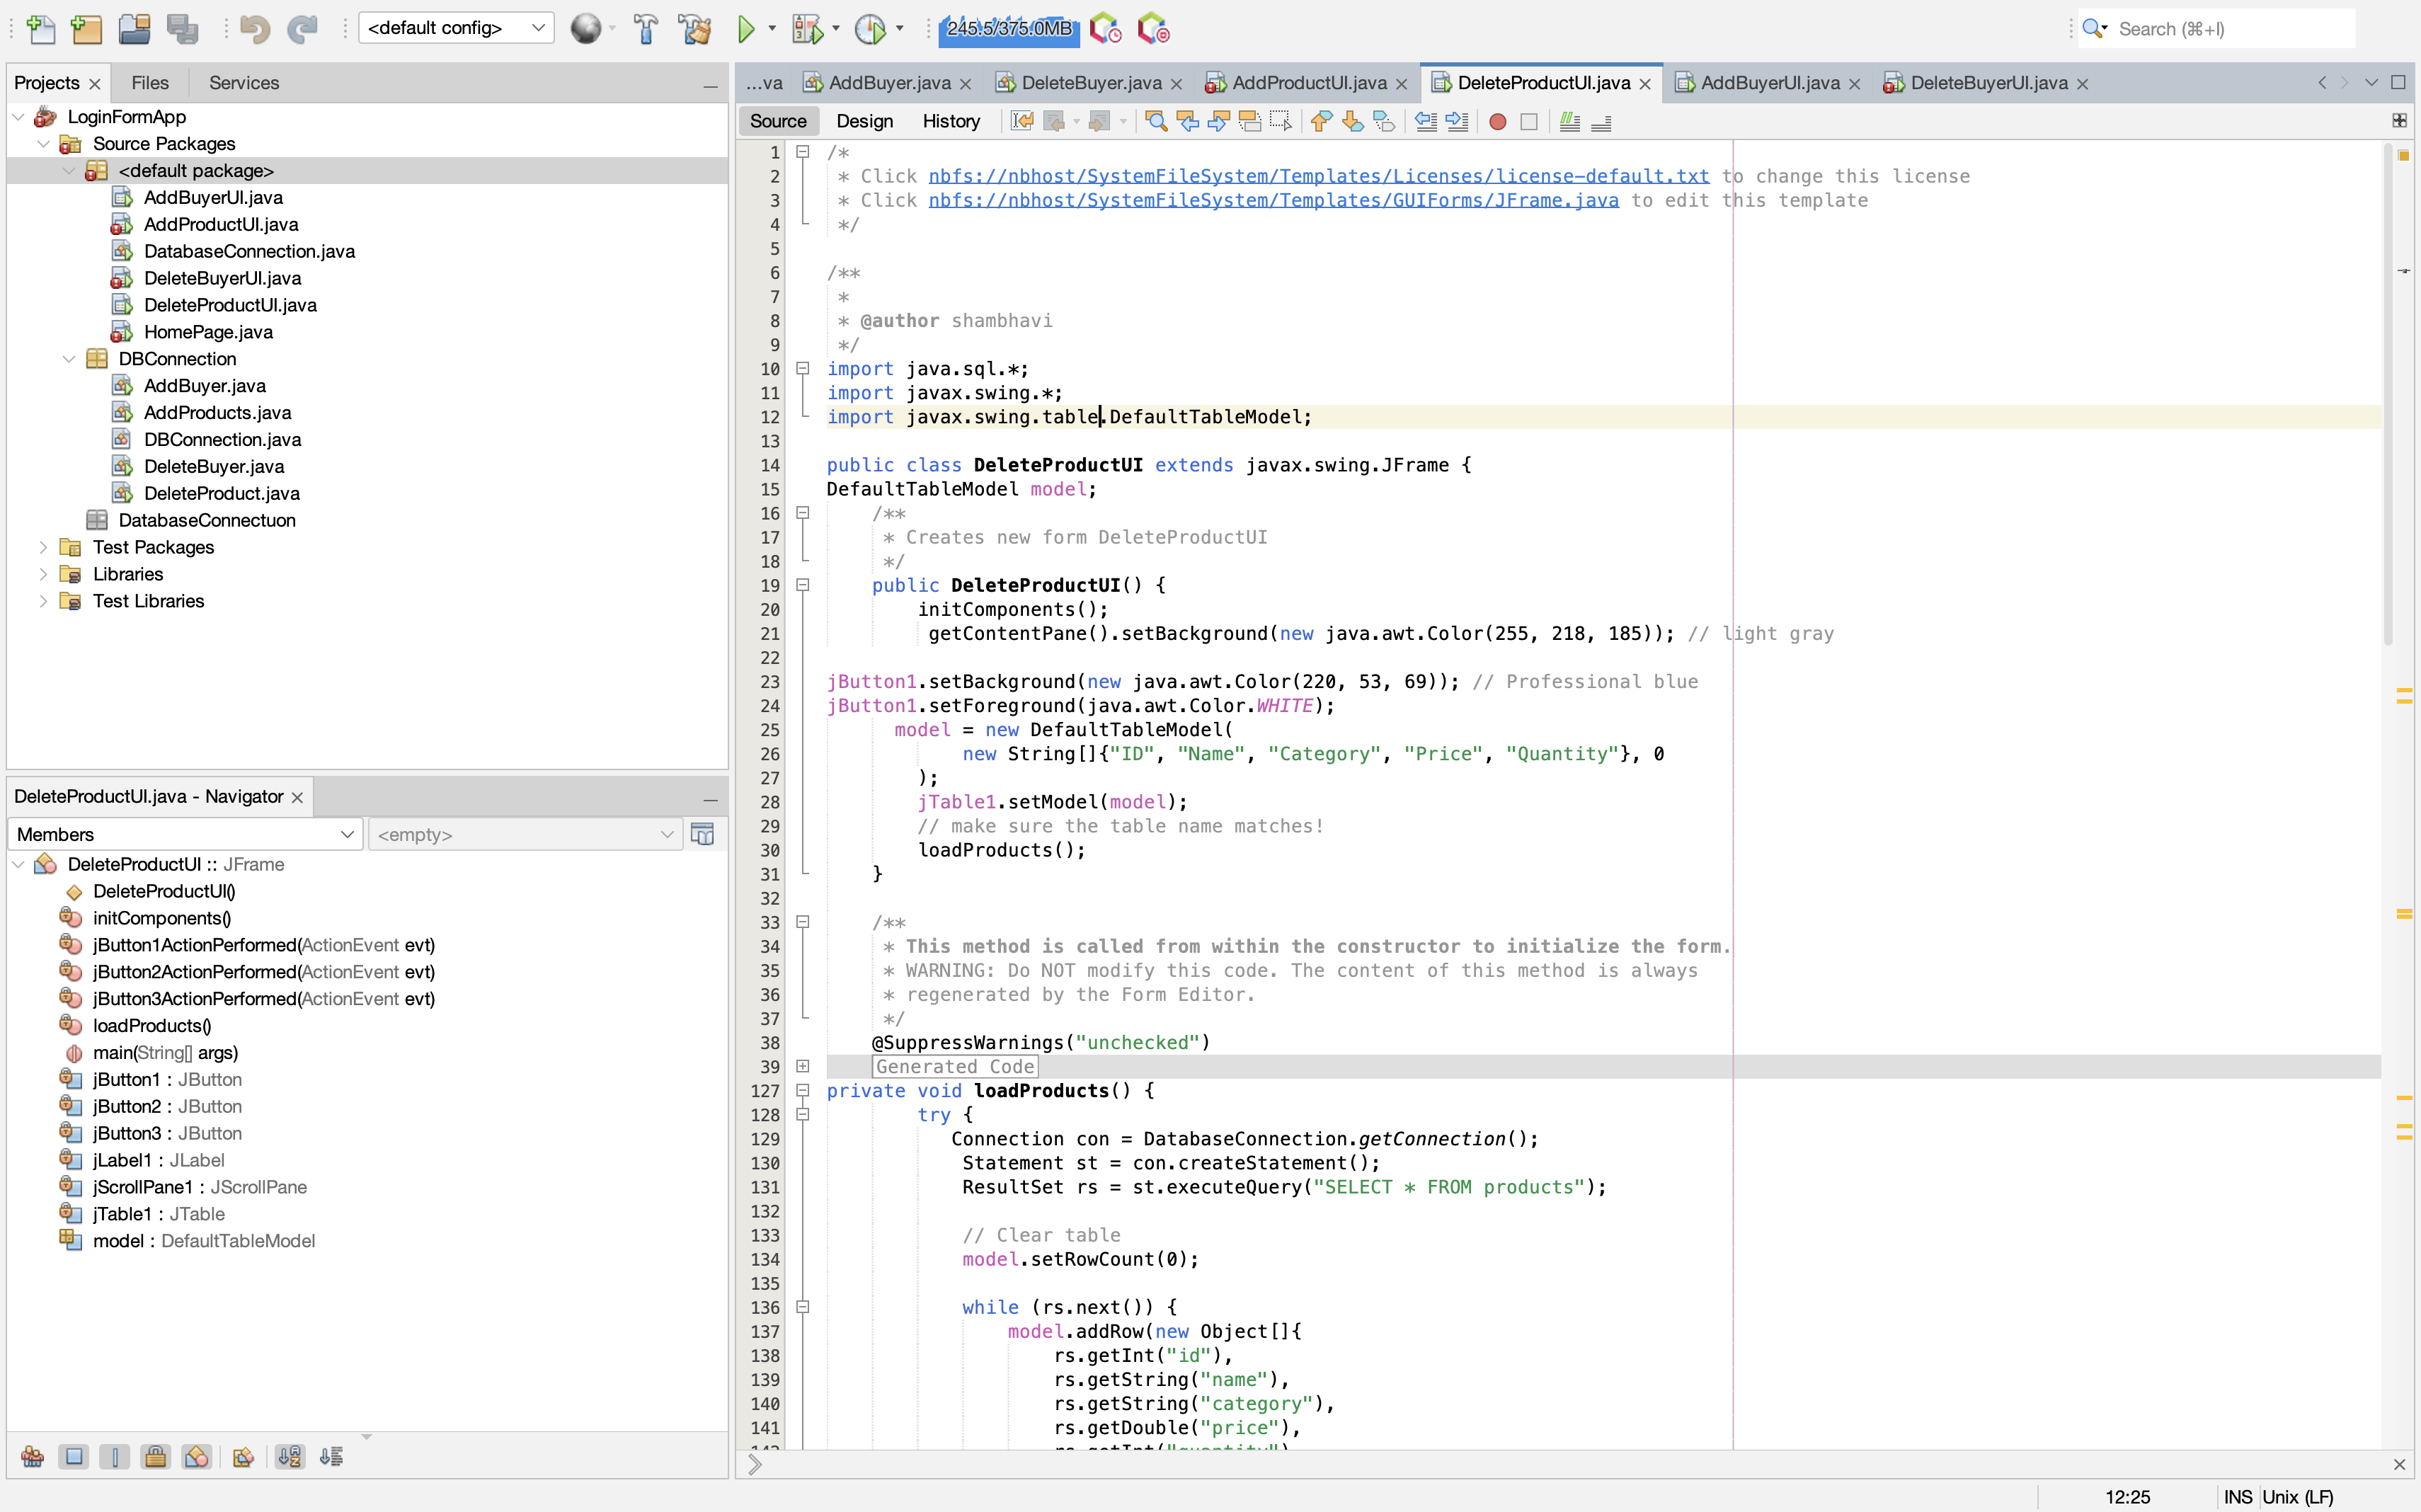 <default config>
245.5/375.0MB
Search (⌘+I)
Projects
Files
Services
LoginFormApp
Source Packages
<default package>
AddBuyerUI.java
AddProductUI.java
DatabaseConnection.java
DeleteBuyerUI.java
DeleteProductUI.java
HomePage.java
DBConnection
AddBuyer.java
AddProducts.java
DBConnection.java
DeleteBuyer.java
DeleteProduct.java
DatabaseConnectuon
Test Packages
Libraries
Test Libraries
DeleteProductUI.java - Navigator
Members
<empty>
DeleteProductUI :: JFrame
DeleteProductUI()
initComponents()
jButton1ActionPerformed(ActionEvent evt)
jButton2ActionPerformed(ActionEvent evt)
jButton3ActionPerformed(ActionEvent evt)
loadProducts()
main(String[] args)
jButton1 : JButton
jButton2 : JButton
jButton3 : JButton
jLabel1 : JLabel
jScrollPane1 : JScrollPane
jTable1 : JTable
model : DefaultTableModel
...va AddBuyer.java DeleteBuyer.java AddProductUI.java DeleteProductUI.java AddBuyerUI.java DeleteBuyerUI.java
Source Design History
1 /*
2 * Click nbfs://nbhost/SystemFileSystem/Templates/Licenses/license-default.txt to change this license
3 * Click nbfs://nbhost/SystemFileSystem/Templates/GUIForms/JFrame.java to edit this template
4 */
5
6 /**
7 *
8 * @author shambhavi
9 */
10 import java.sql.*;
11 import javax.swing.*;
12 import javax.swing.table.DefaultTableModel;
13
14 public class DeleteProductUI extends javax.swing.JFrame {
15 DefaultTableModel model;
16 /**
17 * Creates new form DeleteProductUI
18 */
19 public DeleteProductUI() {
20 initComponents();
21 getContentPane().setBackground(new java.awt.Color(255, 218, 185)); // light gray
22
23 jButton1.setBackground(new java.awt.Color(220, 53, 69)); // Professional blue
24 jButton1.setForeground(java.awt.Color.WHITE);
25 model = new DefaultTableModel(
26 new String[]{"ID", "Name", "Category", "Price", "Quantity"}, 0
27 );
28 jTable1.setModel(model);
29 // make sure the table name matches!
30 loadProducts();
31 }
32
33 /**
34 * This method is called from within the constructor to initialize the form.
35 * WARNING: Do NOT modify this code. The content of this method is always
36 * regenerated by the Form Editor.
37 */
38 @SuppressWarnings("unchecked")
39 Generated Code
127 private void loadProducts() {
128 try {
129 Connection con = DatabaseConnection.getConnection();
130 Statement st = con.createStatement();
131 ResultSet rs = st.executeQuery("SELECT * FROM products");
132
133 // Clear table
134 model.setRowCount(0);
135
136 while (rs.next()) {
137 model.addRow(new Object[]{
138 rs.getInt("id"),
139 rs.getString("name"),
140 rs.getString("category"),
141 rs.getDouble("price"),
12:25
INS
Unix (LF)